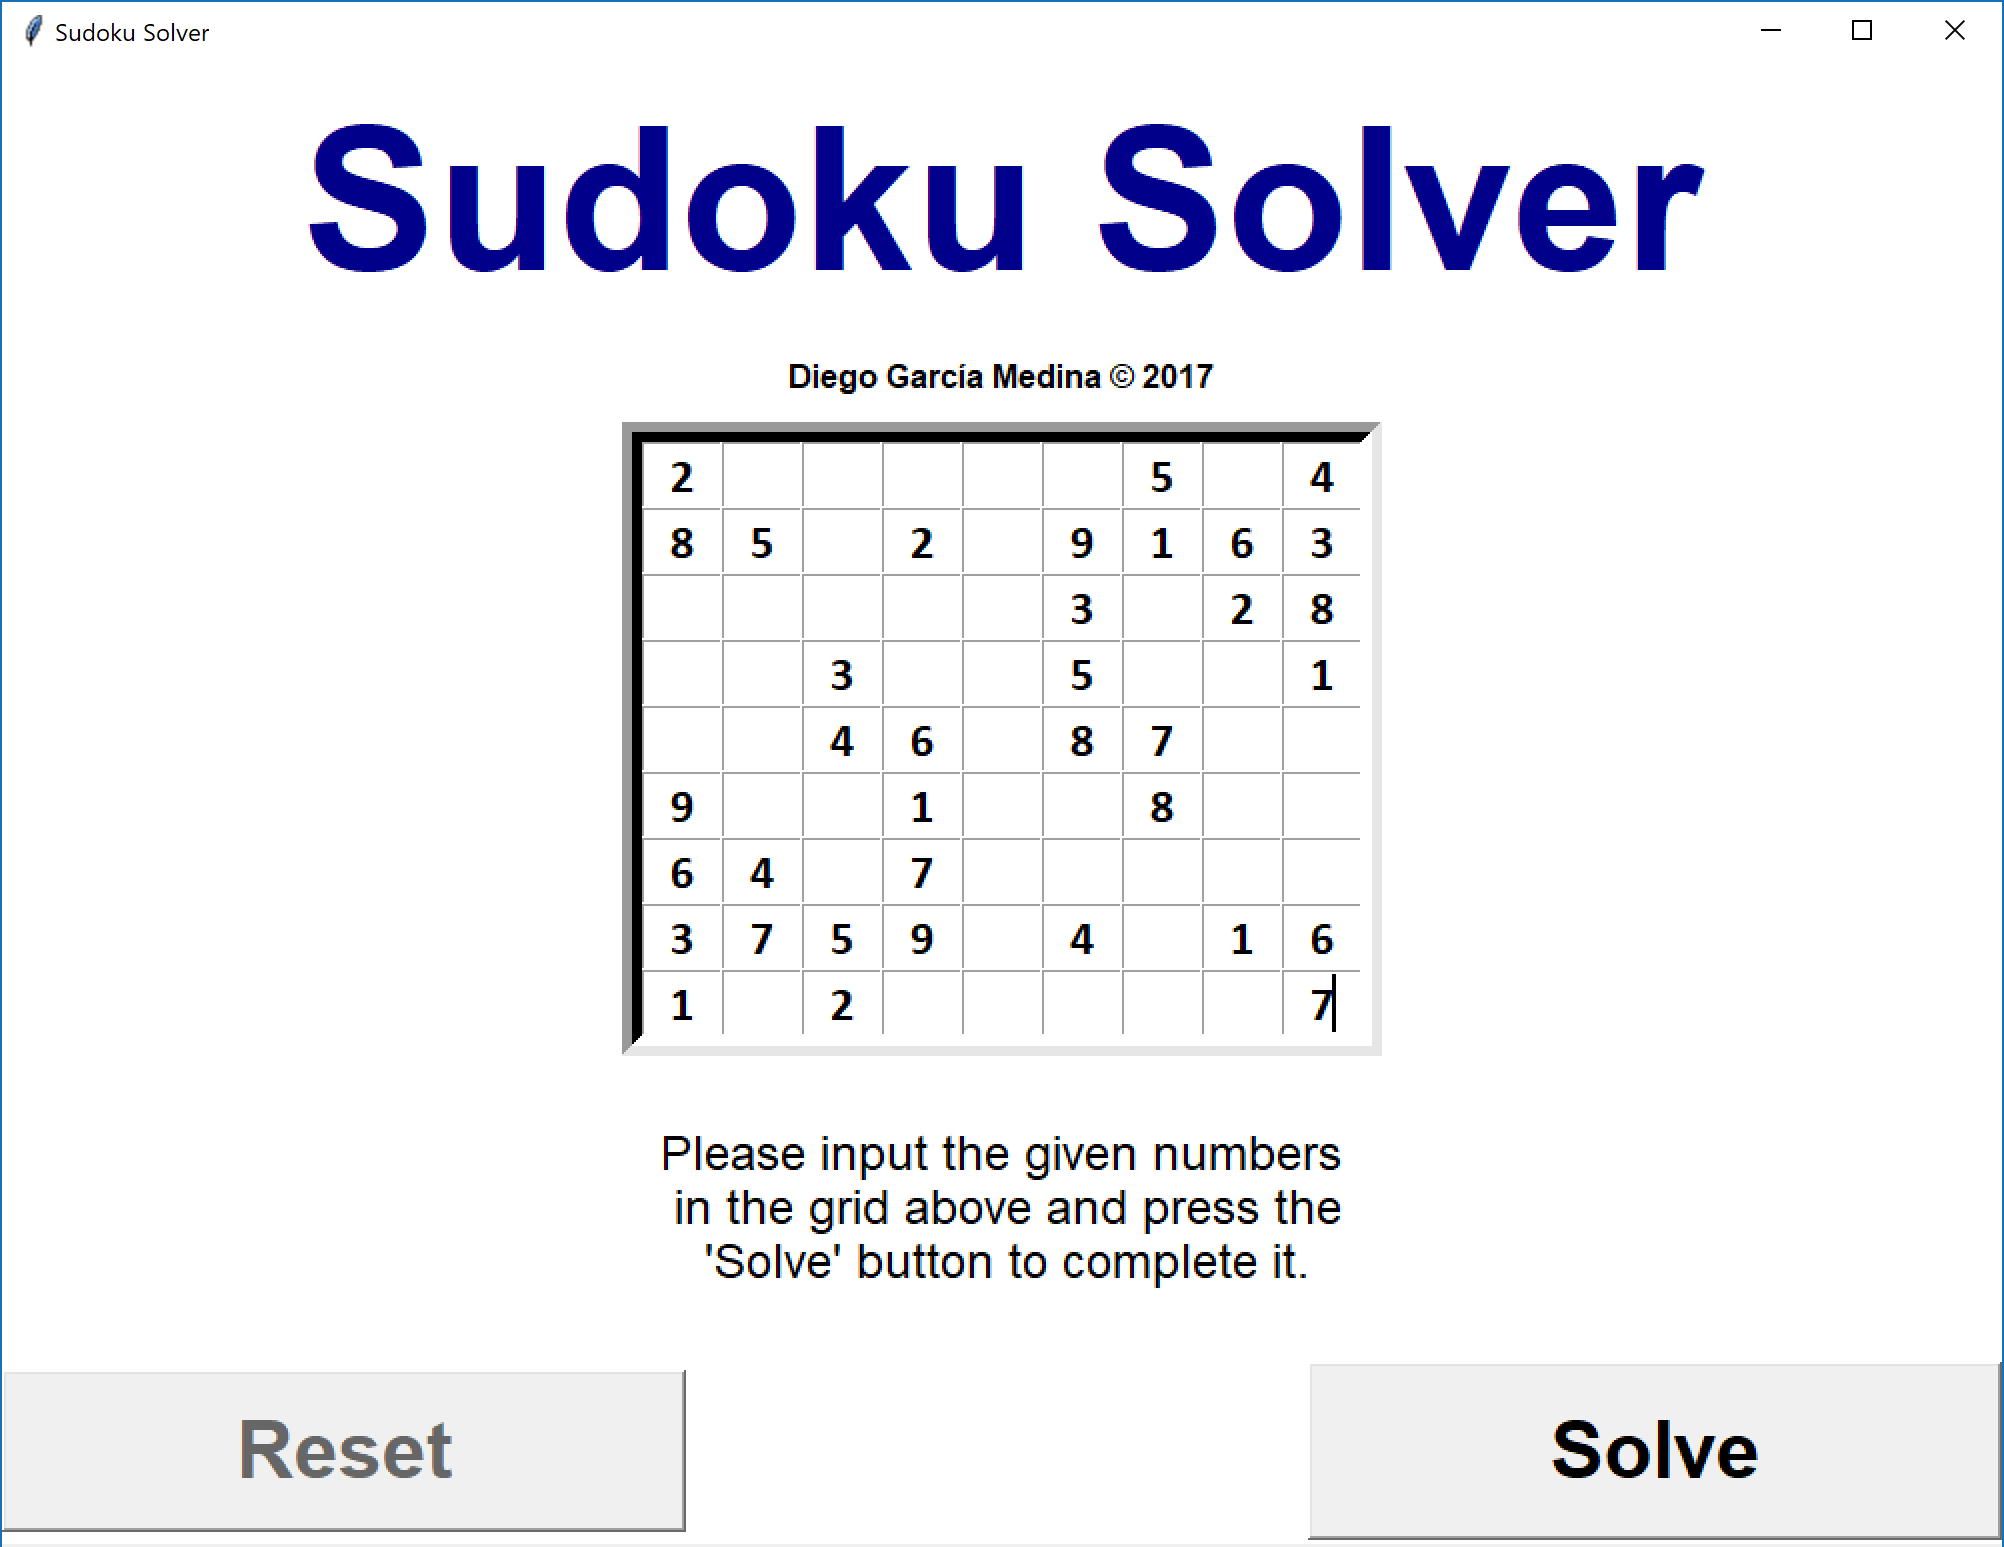 Sudoku Solver
Sudoku Solver
Diego García Medina © 2017
2 5 4
8 5 2 9 1 6 3
3 2 8
3 5 1
4 6 8 7
9 1 8
6 4 7
3 7 5 9 4 1 6
1 2 7
Please input the given numbers
in the grid above and press the
'Solve' button to complete it.
Reset
Solve